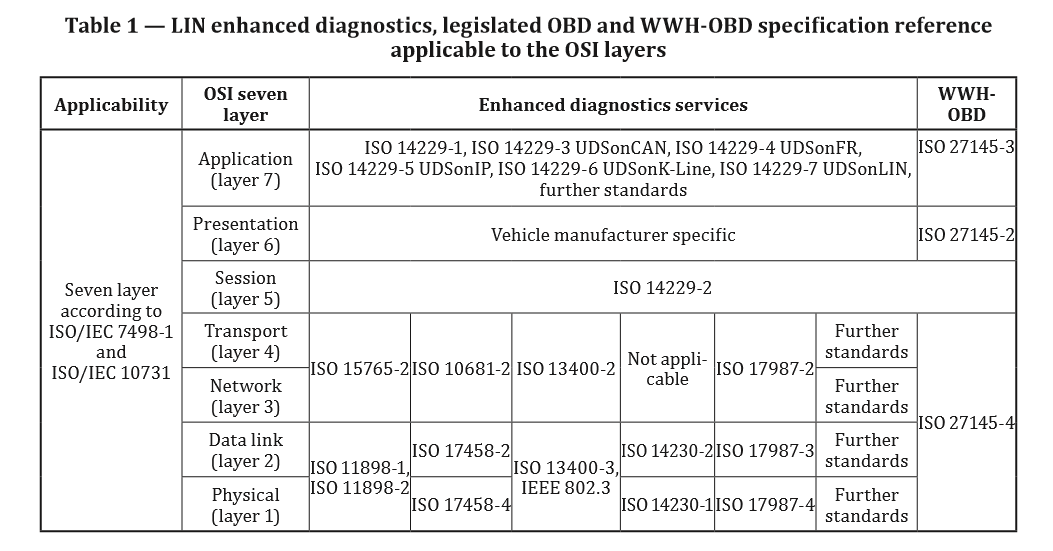 Table 1 — LIN enhanced diagnostics, legislated OBD and WWH-OBD specification reference
applicable to the OSI layers
Applicability
OSI seven
layer
Enhanced diagnostics services
WWH-
OBD
Seven layer
according to
ISO/IEC 7498-1
and
ISO/IEC 10731
Application
(layer 7)
ISO 14229-1, ISO 14229-3 UDSonCAN, ISO 14229-4 UDSonFR,
ISO 14229-5 UDSonIP, ISO 14229-6 UDSonK-Line, ISO 14229-7 UDSonLIN,
further standards
ISO 27145-3
Presentation
(layer 6)
Vehicle manufacturer specific
ISO 27145-2
Session
(layer 5)
ISO 14229-2
Transport
(layer 4)
ISO 15765-2
ISO 10681-2
ISO 13400-2
Not appli-
cable
ISO 17987-2
Further
standards
ISO 27145-4
Network
(layer 3)
Further
standards
Data link
(layer 2)
ISO 11898-1,
ISO 11898-2
ISO 17458-2
ISO 13400-3,
IEEE 802.3
ISO 14230-2
ISO 17987-3
Further
standards
Physical
(layer 1)
ISO 17458-4
ISO 14230-1
ISO 17987-4
Further
standards